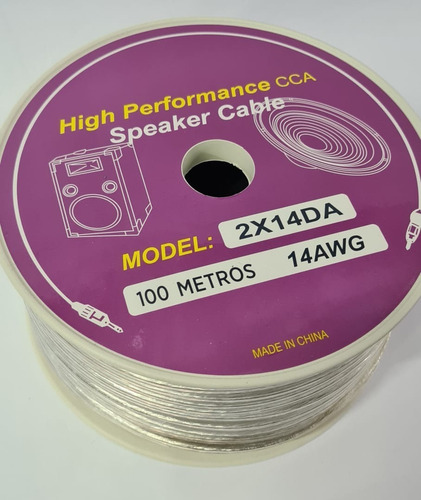 High Performance CCA
Speaker Cable
MODEL: 2X14DA
100 METROS 14AWG
MADE IN CHINA